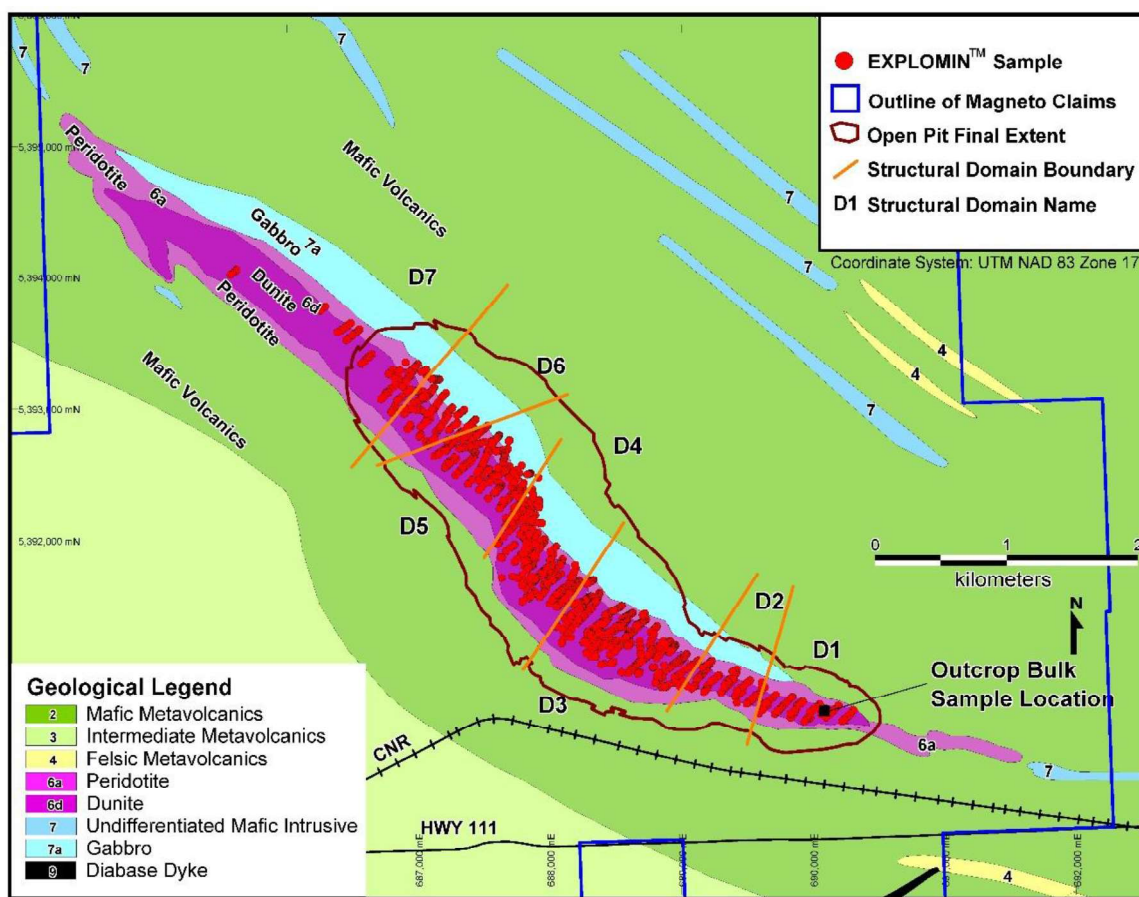 EXPLOMIN™ Sample
Outline of Magneto Claims
Open Pit Final Extent
Structural Domain Boundary
D1 Structural Domain Name
Coordinate System: UTM NAD 83 Zone 17
7
7
7
7
7
7
4
4
Mafic Volcanics
Peridotite
6a
Gabbro
7a
Dunite
6d
Peridotite
Mafic Volcanics
D7
D6
D4
D5
D2
D1
D3
5,394,000 mN
5,392,000 mN
0 1 2
kilometers
N
Outcrop Bulk
Sample Location
6a
7
CNR
HWY 111
4
687,000 mE
688,000 mE
690,000 mE
692,000 mE
Geological Legend
2 Mafic Metavolcanics
3 Intermediate Metavolcanics
4 Felsic Metavolcanics
6a Peridotite
6d Dunite
7 Undifferentiated Mafic Intrusive
7a Gabbro
9 Diabase Dyke